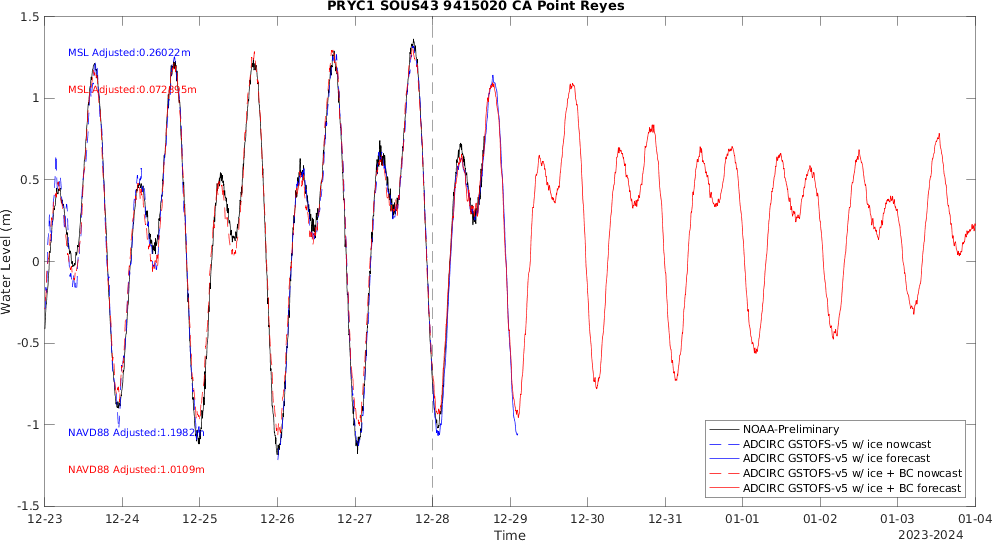 PRYC1 SOUS43 9415020 CA Point Reyes
1.5
MSL Adjusted:0.26022m
MSL Adjusted:0.072895m
1
0.5
0
-0.5
-1
-1.5
Water Level (m)
NAVD88 Adjusted:1.1982m
NAVD88 Adjusted:1.0109m
NOAA-Preliminary
ADCIRC GSTOFS-v5 w/ ice nowcast
ADCIRC GSTOFS-v5 w/ ice forecast
ADCIRC GSTOFS-v5 w/ ice + BC nowcast
ADCIRC GSTOFS-v5 w/ ice + BC forecast
12-23 12-24 12-25 12-26 12-27 12-28 12-29 12-30 12-31 01-01 01-02 01-03 01-04
Time
2023-2024